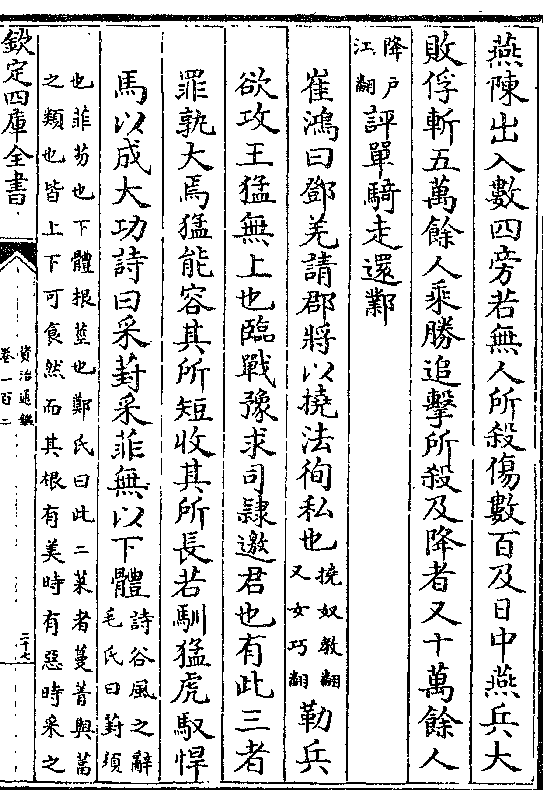 燕陳出入數四旁若無人所殺傷數百及日中燕兵大
敗俘斬五萬餘人乘勝追擊所殺及降者又十萬餘人
降戸
江翻
評單騎走還鄴
崔鴻曰鄧羌請郡將以撓法徇私也
撓奴教翻
又女巧翻
勒兵
欲攻王猛無上也臨戰豫求司隸邀君也有此三者
罪孰大焉猛能容其所短收其所長若馴猛虎馭悍
馬以成大功詩曰采葑采菲無以下體
詩谷風之辭
毛氏曰葑須
也菲芴也下體根莖也鄭氏曰此二菜者蔓菁與葍
之類也皆上下可食然而其根有美時有惡時采之
欽定四庫全書
資治通鑑
卷一百二
三十七